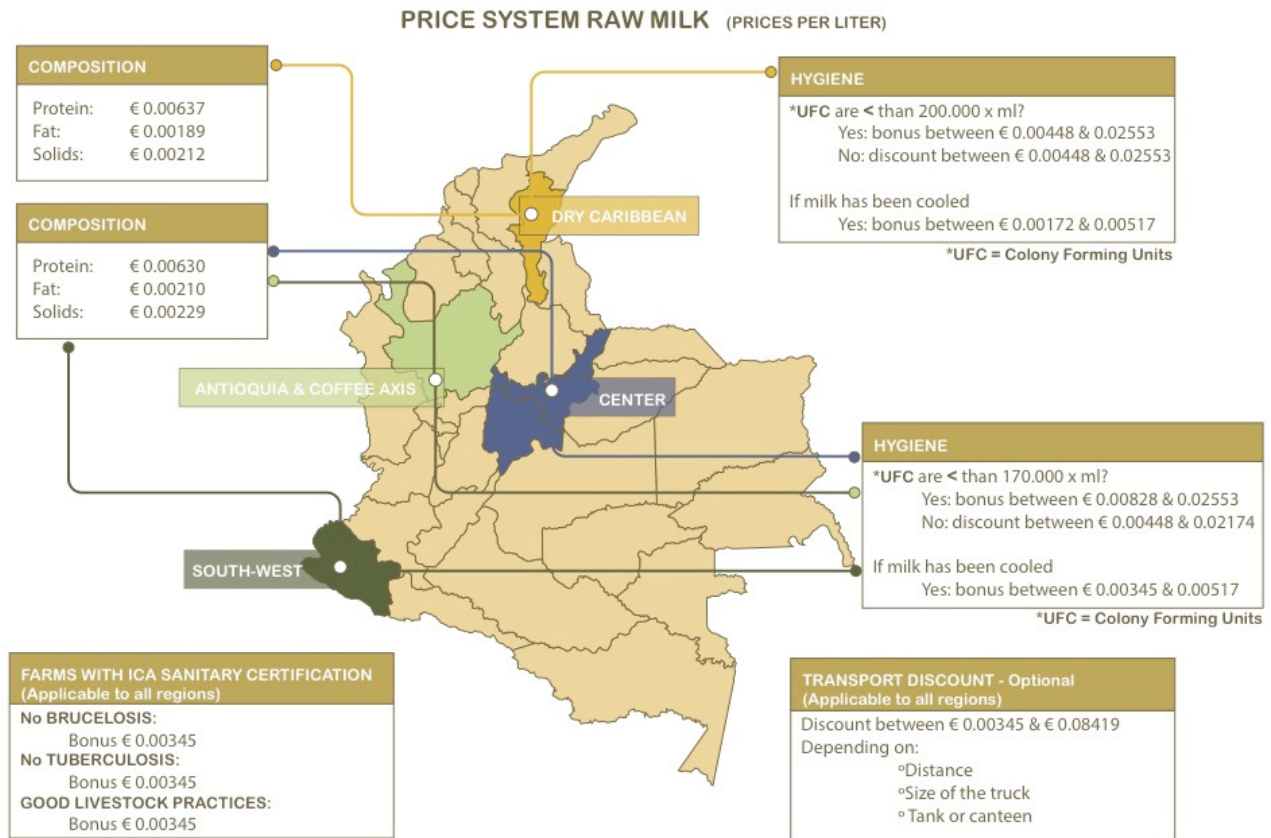 PRICE SYSTEM RAW MILK (PRICES PER LITER)
COMPOSITION
Protein: € 0.00637
Fat: € 0.00189
Solids: € 0.00212
HYGIENE
*UFC are < than 200.000 x ml?
Yes: bonus between € 0.00448 & 0.02553
No: discount between € 0.00448 & 0.02553
If milk has been cooled
Yes: bonus between € 0.00172 & 0.00517
*UFC = Colony Forming Units
DRY CARIBBEAN
COMPOSITION
Protein: € 0.00630
Fat: € 0.00210
Solids: € 0.00229
ANTIOQUIA & COFFEE AXIS
CENTER
HYGIENE
*UFC are < than 170.000 x ml?
Yes: bonus between € 0.00828 & 0.02553
No: discount between € 0.00448 & 0.02174
If milk has been cooled
Yes: bonus between € 0.00345 & 0.00517
*UFC = Colony Forming Units
SOUTH-WEST
FARMS WITH ICA SANITARY CERTIFICATION
(Applicable to all regions)
No BRUCELOSIS:
Bonus € 0.00345
No TUBERCULOSIS:
Bonus € 0.00345
GOOD LIVESTOCK PRACTICES:
Bonus € 0.00345
TRANSPORT DISCOUNT - Optional
(Applicable to all regions)
Discount between € 0.00345 & € 0.08419
Depending on:
ºDistance
ºSize of the truck
º Tank or canteen